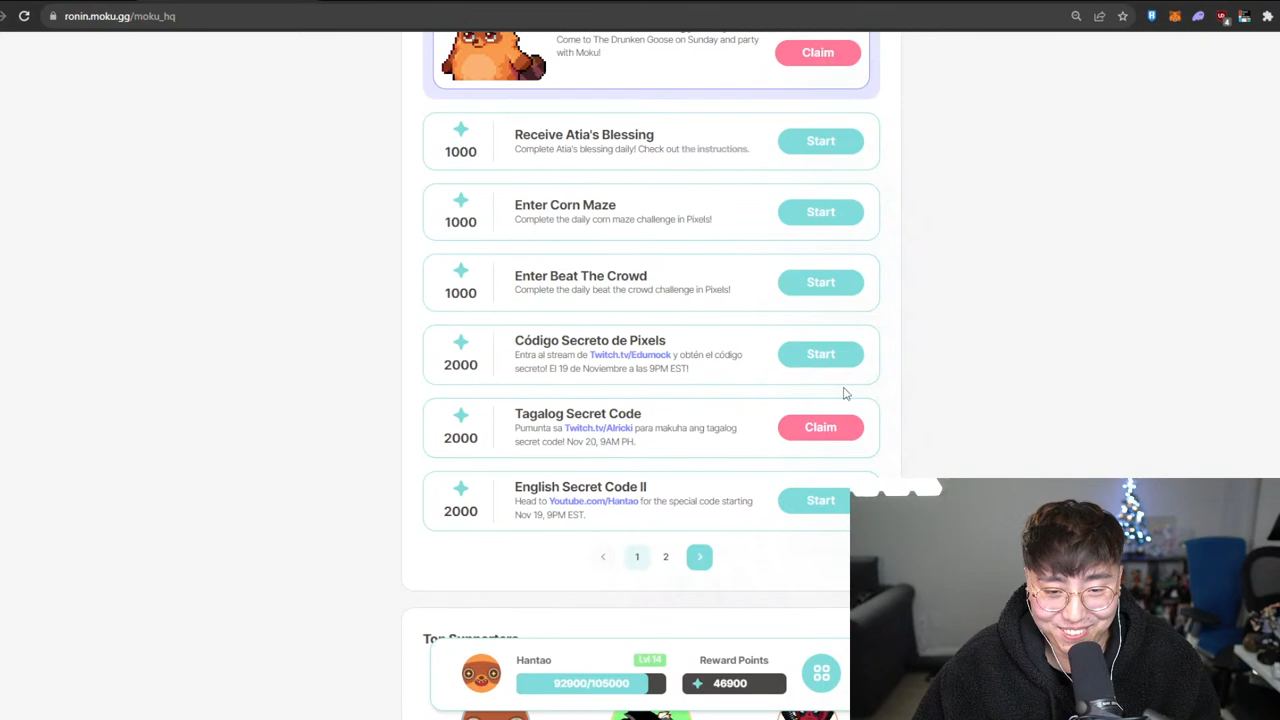 ronin.moku.gg/moku_hq
Come to The Drunken Goose on Sunday and party
with Moku!
Claim
1000
Receive Atia's Blessing
Complete Atia's blessing daily! Check out the instructions.
Start
1000
Enter Corn Maze
Complete the daily corn maze challenge in Pixels!
Start
1000
Enter Beat The Crowd
Complete the daily beat the crowd challenge in Pixels!
Start
2000
Código Secreto de Pixels
Entra al stream de Twitch.tv/Edumock y obtén el código
secreto! El 19 de Noviembre a las 9PM EST!
Start
2000
Tagalog Secret Code
Pumunta sa Twitch.tv/Alricki para makuha ang tagalog
secret code! Nov 20, 9AM PH.
Claim
2000
English Secret Code II
Head to Youtube.com/Hantao for the special code starting
Nov 19, 9PM EST.
Start
1 2
Top Supporters
Hantao
Lvl 14
92900/105000
Reward Points
46900